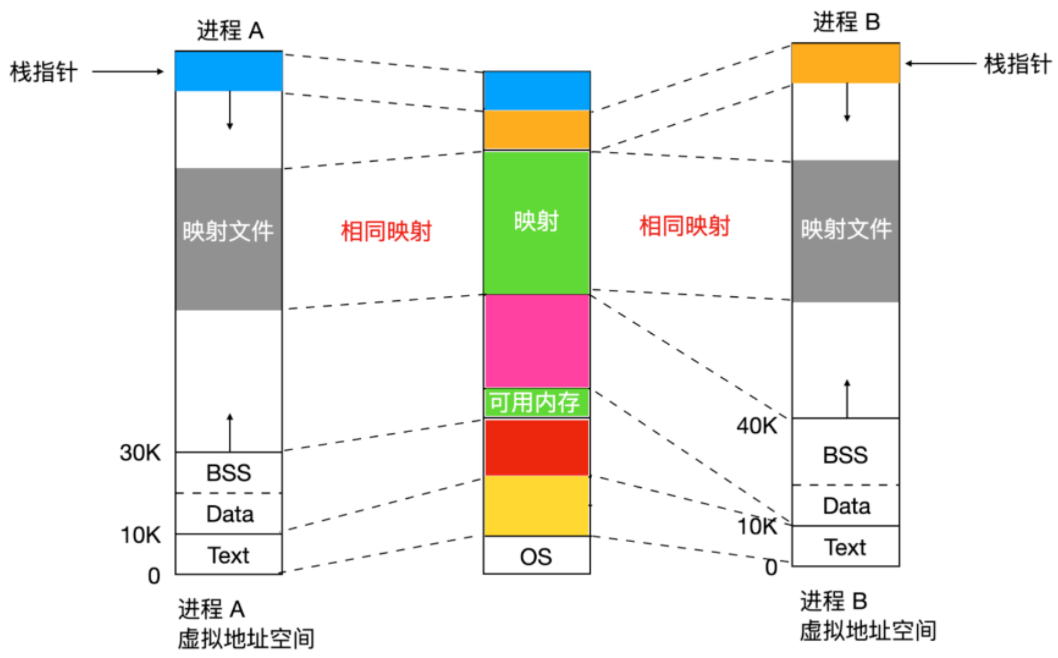 进程 A
进程 B
栈指针
栈指针
映射文件
相同映射
映射
相同映射
映射文件
可用内存
30K
BSS
Data
10K
Text
0
OS
40K
BSS
Data
10K
Text
0
进程 A
虚拟地址空间
进程 B
虚拟地址空间